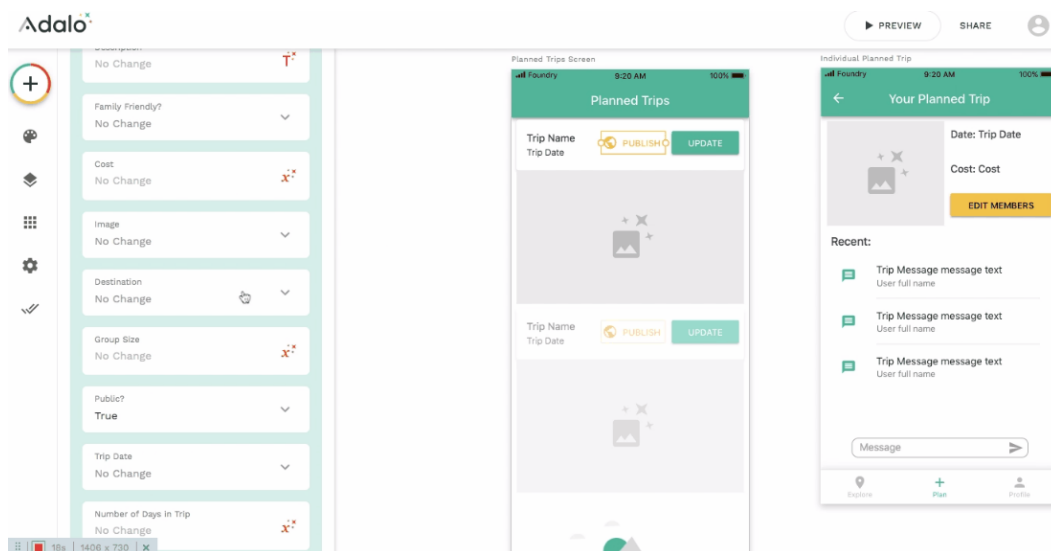 Adalo
PREVIEW
SHARE
Description
No Change
Family Friendly?
No Change
Cost
No Change
Image
No Change
Destination
No Change
Group Size
No Change
Public?
True
Trip Date
No Change
Number of Days in Trip
No Change
18s 1406 x 730 X
Planned Trips Screen
Foundry 9:20 AM 100%
Planned Trips
Trip Name
Trip Date
PUBLISH
UPDATE
Trip Name
Trip Date
PUBLISH
UPDATE
Individual Planned Trip
Foundry 9:20 AM 100%
Your Planned Trip
Date: Trip Date
Cost: Cost
EDIT MEMBERS
Recent:
Trip Message message text
User full name
Trip Message message text
User full name
Trip Message message text
User full name
Message
Explore
Plan
Profile